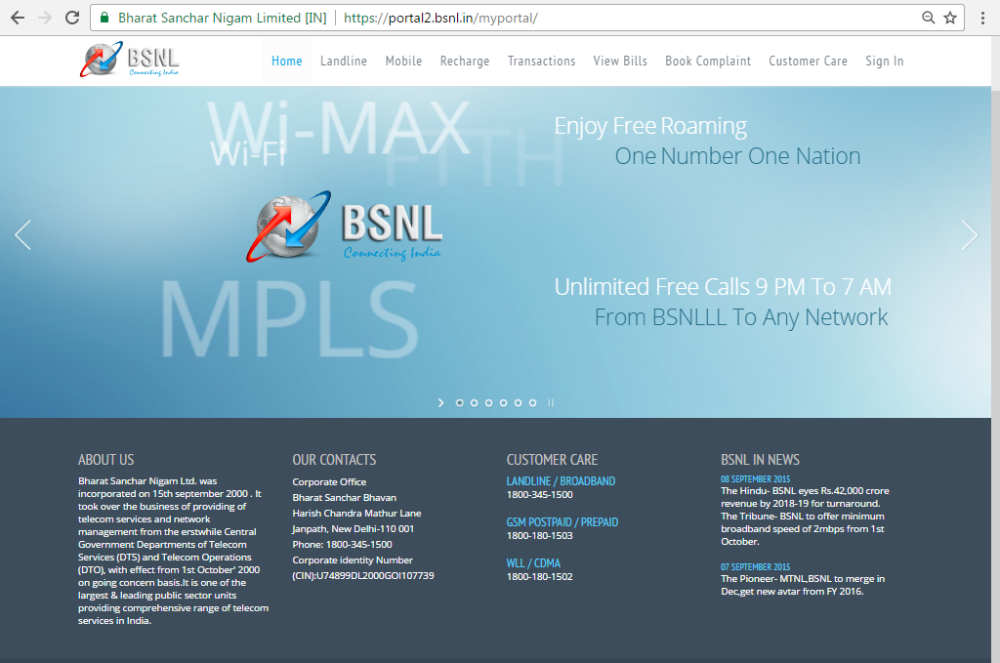 Bharat Sanchar Nigam Limited [IN] | https://portal2.bsnl.in/myportal/
BSNL
Connecting India
Home Landline Mobile Recharge Transactions View Bills Book Complaint Customer Care Sign In
Wi-MAX
Wi-Fi
FTTH
Enjoy Free Roaming
One Number One Nation
BSNL
Connecting India
MPLS
Unlimited Free Calls 9 PM To 7 AM
From BSNLLL To Any Network
ABOUT US
Bharat Sanchar Nigam Ltd. was
incorporated on 15th september 2000 . It
took over the business of providing of
telecom services and network
management from the erstwhile Central
Government Departments of Telecom
Services (DTS) and Telecom Operations
(DTO), with effect from 1st October' 2000
on going concern basis.It is one of the
largest & leading public sector units
providing comprehensive range of telecom
services in India.
OUR CONTACTS
Corporate Office
Bharat Sanchar Bhavan
Harish Chandra Mathur Lane
Janpath, New Delhi-110 001
Phone: 1800-345-1500
Corporate identity Number
(CIN):U74899DL2000GOI107739
CUSTOMER CARE
LANDLINE / BROADBAND
1800-345-1500
GSM POSTPAID / PREPAID
1800-180-1503
WLL / CDMA
1800-180-1502
BSNL IN NEWS
08 SEPTEMBER 2015
The Hindu- BSNL eyes Rs.42,000 crore
revenue by 2018-19 for turnaround.
The Tribune- BSNL to offer minimum
broadband speed of 2mbps from 1st
October.
07 SEPTEMBER 2015
The Pioneer- MTNL,BSNL to merge in
Dec,get new avtar from FY 2016.